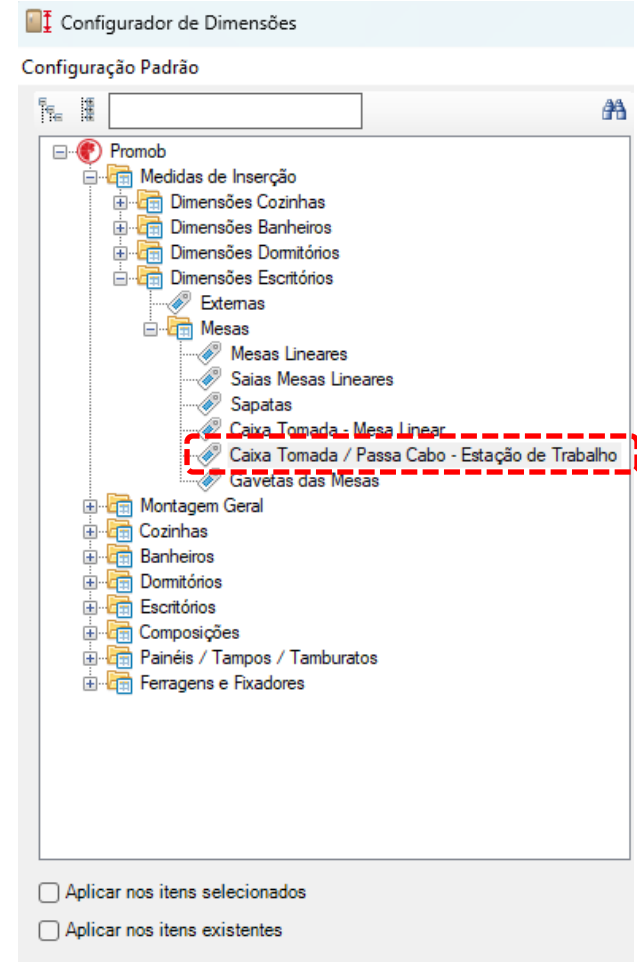 Configurador de Dimensões
Configuração Padrão
Promob
Medidas de Inserção
Dimensões Cozinhas
Dimensões Banheiros
Dimensões Dormitórios
Dimensões Escritórios
Externas
Mesas
Mesas Lineares
Saias Mesas Lineares
Sapatas
Caixa Tomada - Mesa Linear
Caixa Tomada / Passa Cabo - Estação de Trabalho
Gavetas das Mesas
Montagem Geral
Cozinhas
Banheiros
Dormitórios
Escritórios
Composições
Painéis / Tampos / Tamburatos
Ferragens e Fixadores
Aplicar nos itens selecionados
Aplicar nos itens existentes